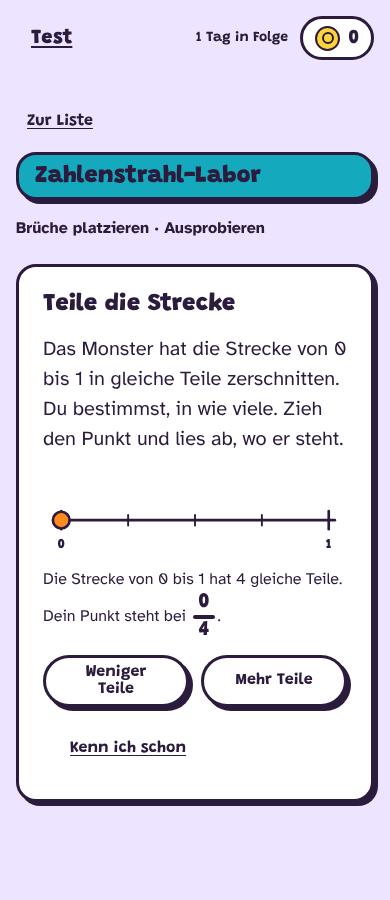 Test
1 Tag in Folge
0
Zur Liste
Zahlenstrahl-Labor
Brüche platzieren · Ausprobieren
Teile die Strecke
Das Monster hat die Strecke von 0
bis 1 in gleiche Teile zerschnitten.
Du bestimmst, in wie viele. Zieh
den Punkt und lies ab, wo er steht.
0
1
Die Strecke von 0 bis 1 hat 4 gleiche Teile.
Dein Punkt steht bei 0/4.
Weniger
Teile
Mehr Teile
Kenn ich schon